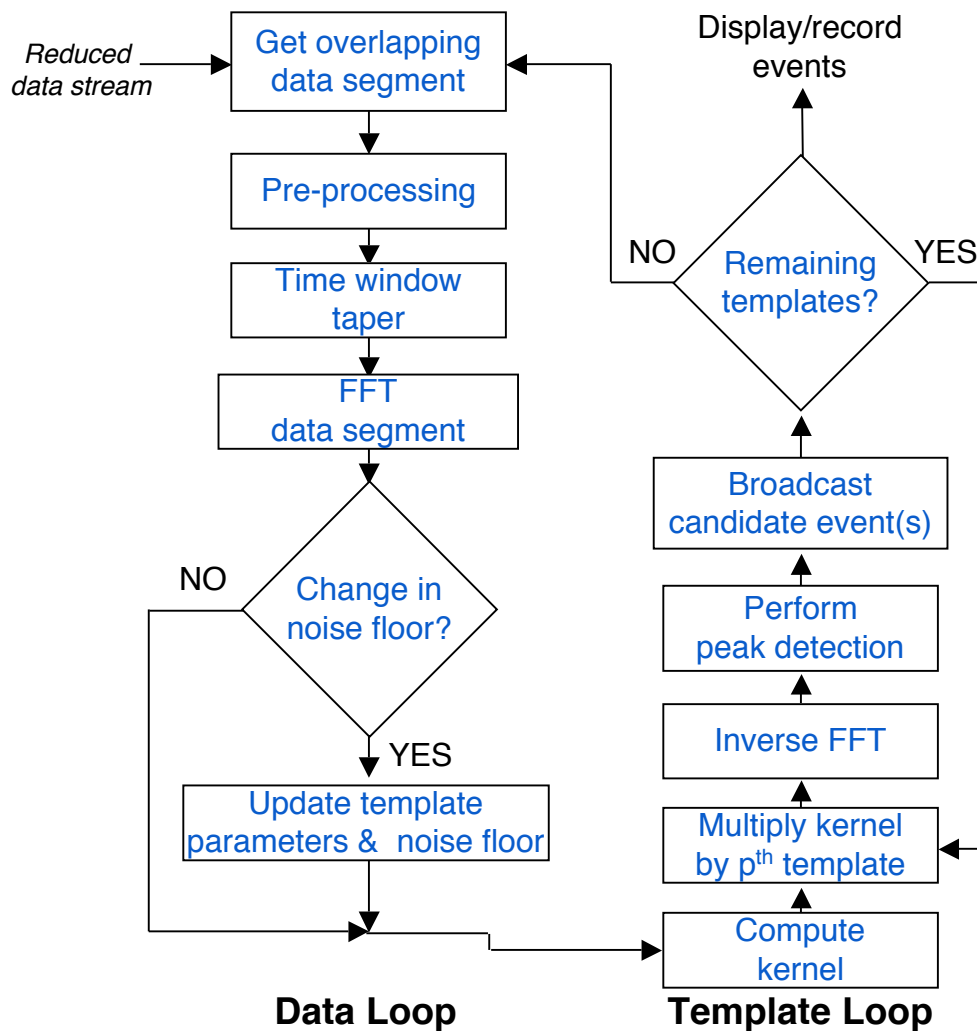 Reduced
data stream
Get overlapping
data segment
Pre-processing
Time window
taper
FFT
data segment
NO
Change in
noise floor?
YES
Update template
parameters & noise floor
Data Loop
Display/record
events
NO
Remaining
templates?
YES
Broadcast
candidate event(s)
Perform
peak detection
Inverse FFT
Multiply kernel
by pth template
Compute
kernel
Template Loop